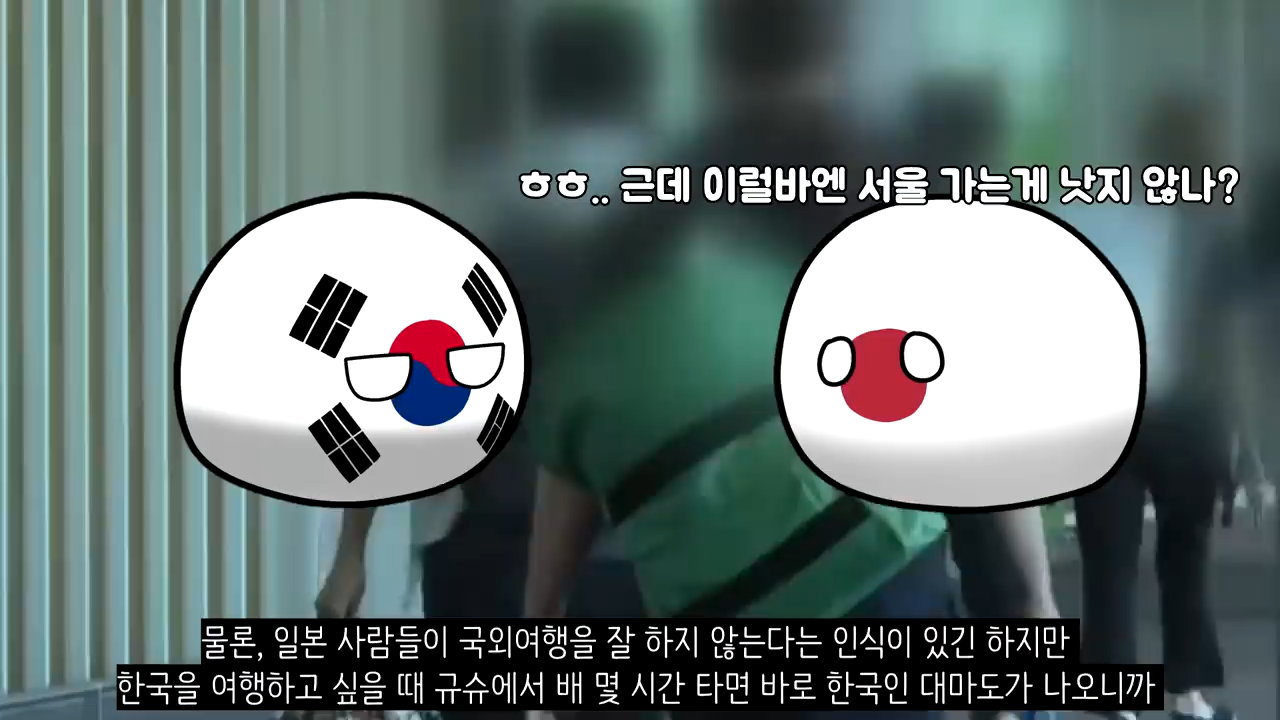 ㅎㅎ.. 근데 이럴바엔 서울 가는게 낫지 않나?
물론, 일본 사람들이 국외여행을 잘 하지 않는다는 인식이 있긴 하지만
한국을 여행하고 싶을 때 규슈에서 배 몇 시간 타면 바로 한국인 대마도가 나오니까